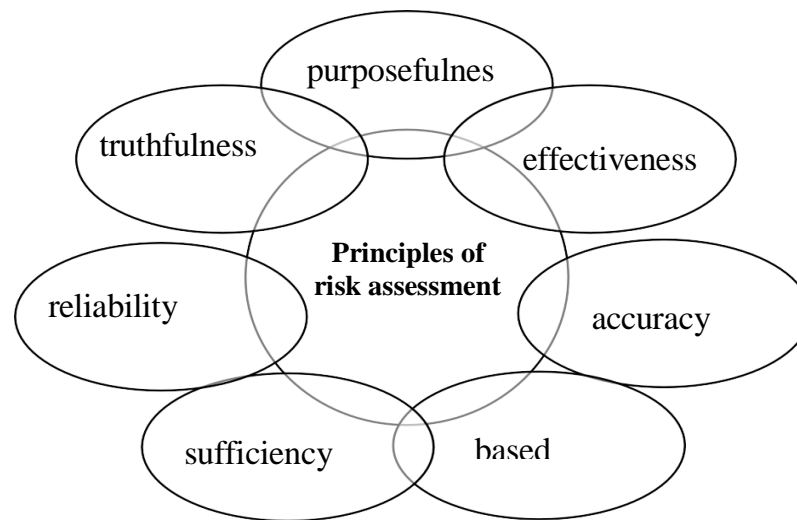 purposefulnes
truthfulness
effectiveness
Principles of
risk assessment
reliability
accuracy
sufficiency
based